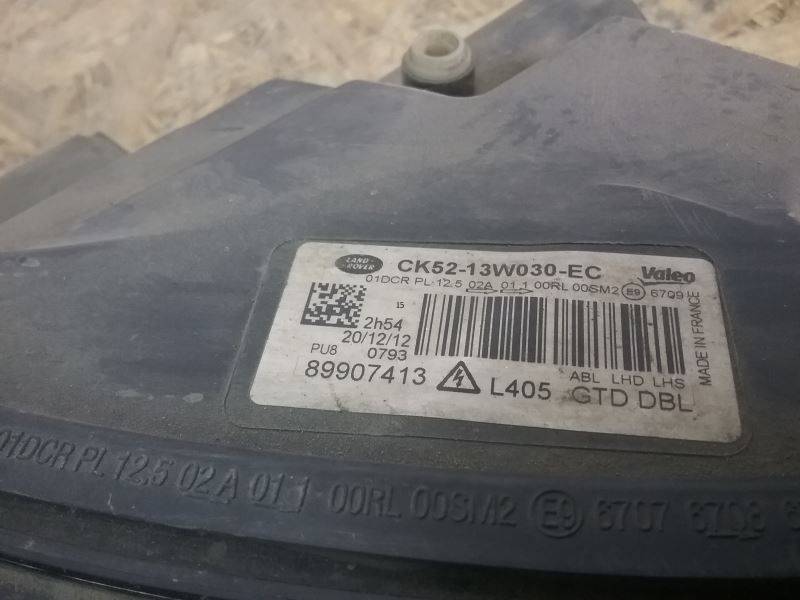 LAND ROVER
CK52-13W030-EC
Valeo
01DCR PL 12.5 02A 01 1 00RL 00SM2 E9 6709
15
2h54
20/12/12
PU8 0793
89907413
ABL LHD LHS
L405 GTD DBL
MADE IN FRANCE
01DCR PL 12,5 02A 01 1 00RL 00SM2 E9 6707 6708